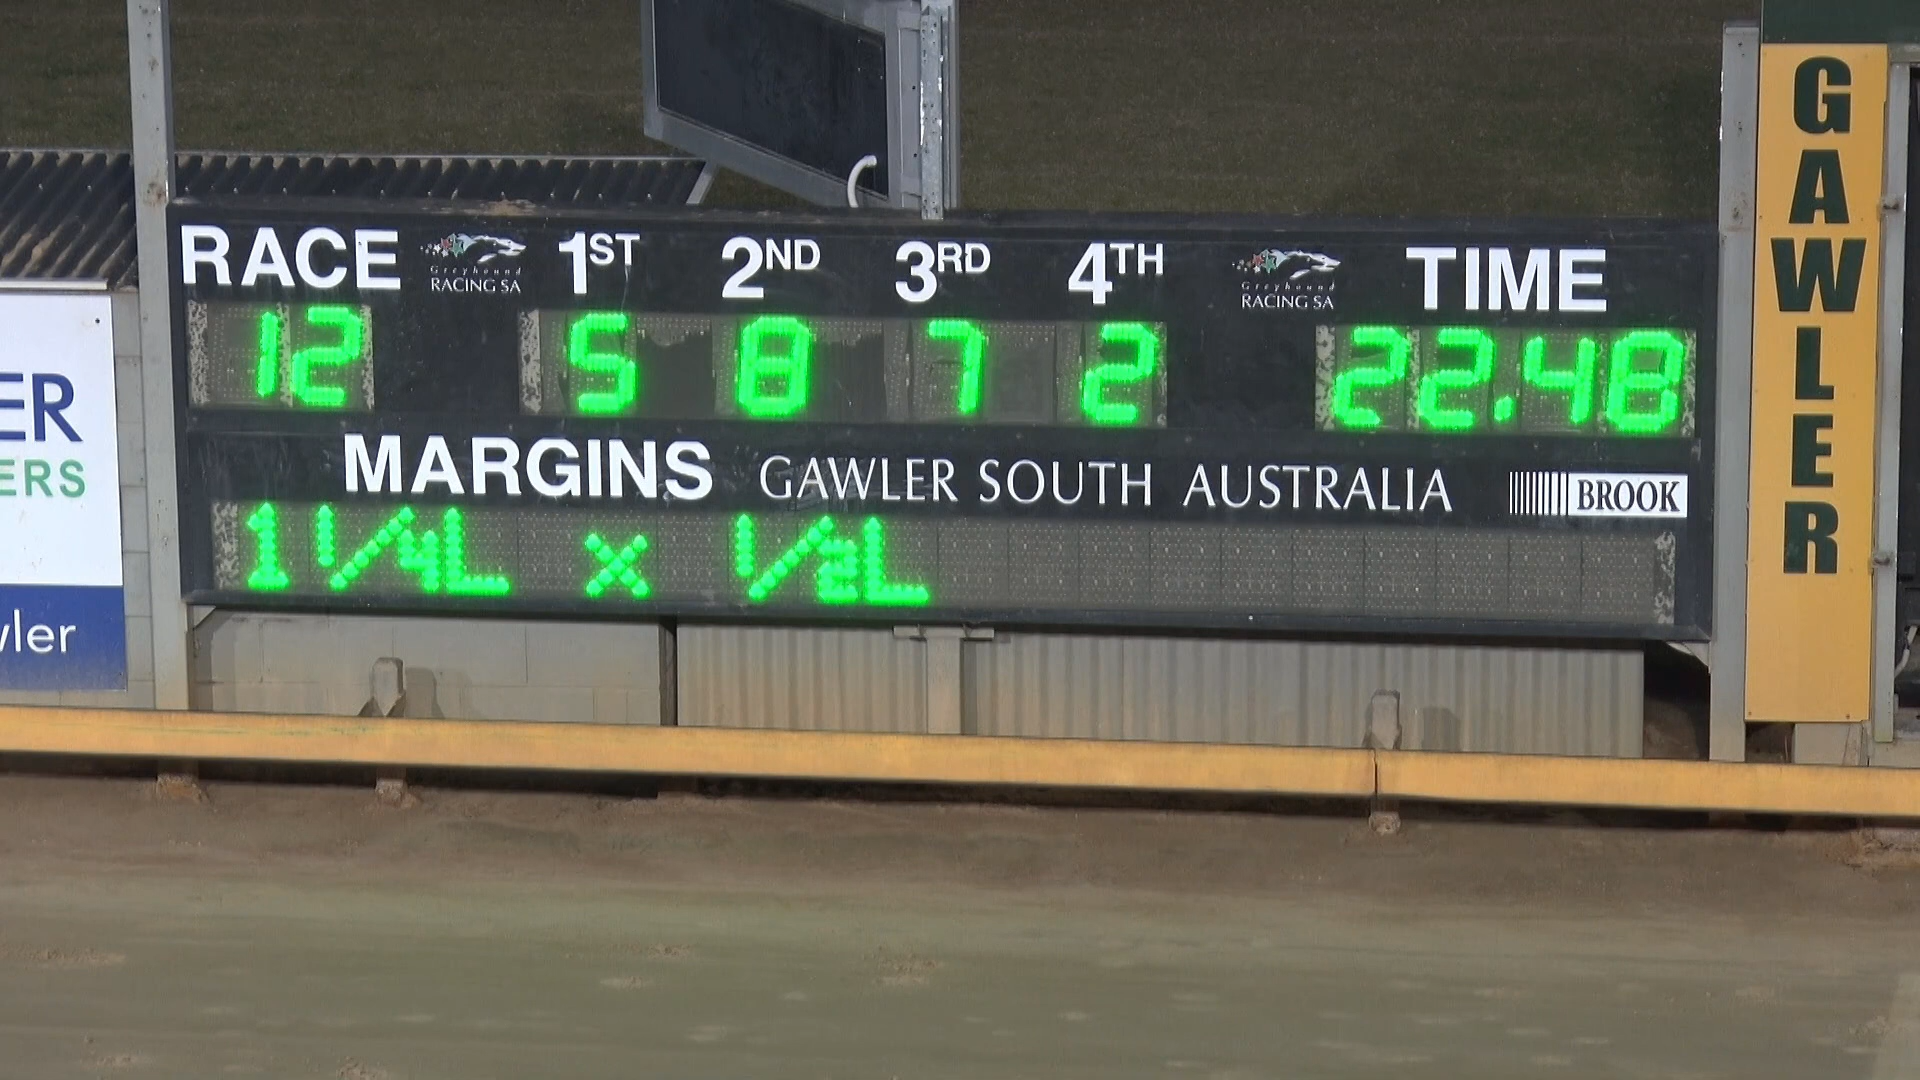 RACE 1ST 2ND 3RD 4TH TIME
Greyhound RACING SA Greyhound RACING SA
12 5 8 7 2 22.48
MARGINS GAWLER SOUTH AUSTRALIA BROOK
1 1/4L x 1/2L
GAWLER
ER
ERS
wler